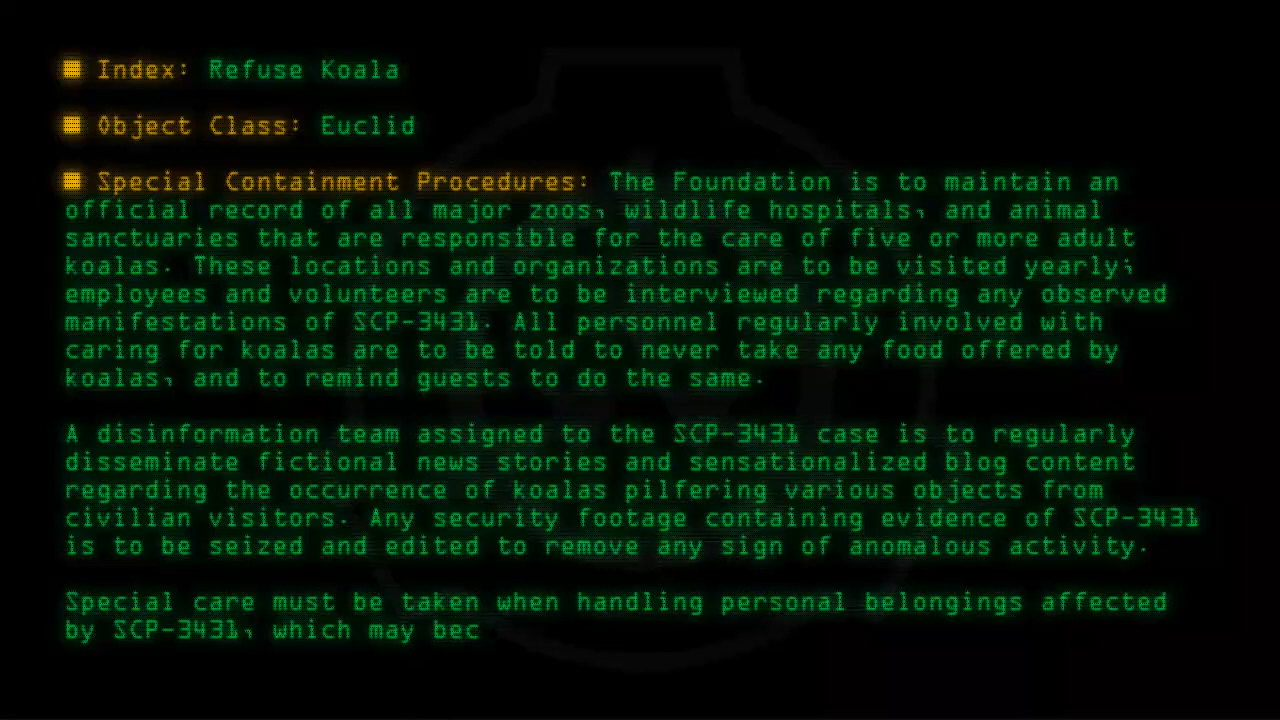 Index: Refuse Koala
Object Class: Euclid
Special Containment Procedures: The Foundation is to maintain an
official record of all major zoos, wildlife hospitals, and animal
sanctuaries that are responsible for the care of five or more adult
koalas. These locations and organizations are to be visited yearly;
employees and volunteers are to be interviewed regarding any observed
manifestations of SCP-3431. All personnel regularly involved with
caring for koalas are to be told to never take any food offered by
koalas, and to remind guests to do the same.
A disinformation team assigned to the SCP-3431 case is to regularly
disseminate fictional news stories and sensationalized blog content
regarding the occurrence of koalas pilfering various objects from
civilian visitors. Any security footage containing evidence of SCP-3431
is to be seized and edited to remove any sign of anomalous activity.
Special care must be taken when handling personal belongings affected
by SCP-3431, which may bec